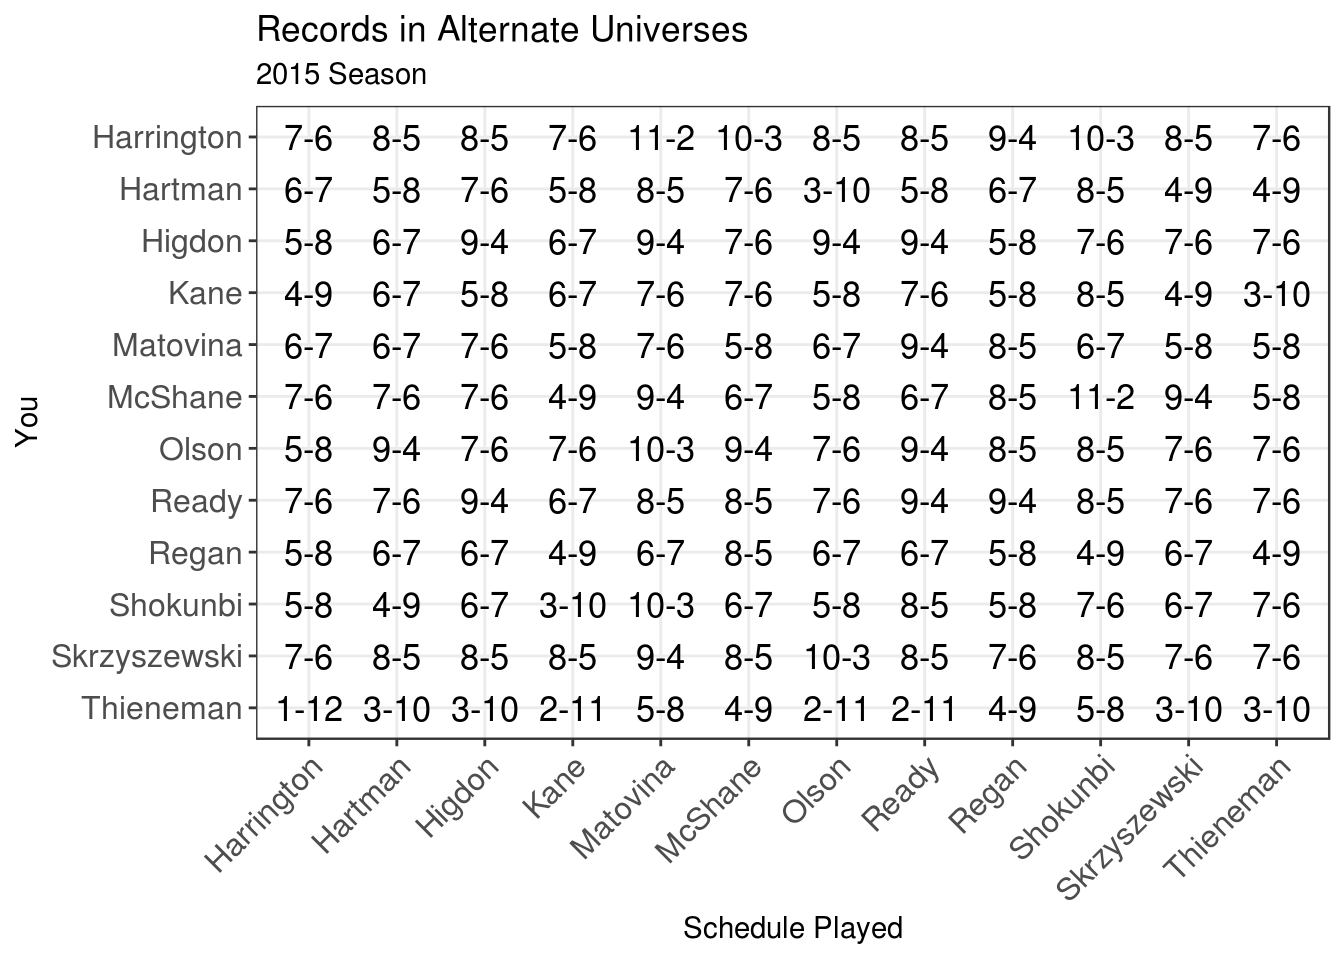 Records in Alternate Universes
2015 Season
You
Harrington 7-6 8-5 8-5 7-6 11-2 10-3 8-5 8-5 9-4 10-3 8-5 7-6
Hartman 6-7 5-8 7-6 5-8 8-5 7-6 3-10 5-8 6-7 8-5 4-9 4-9
Higdon 5-8 6-7 9-4 6-7 9-4 7-6 9-4 9-4 5-8 7-6 7-6 7-6
Kane 4-9 6-7 5-8 6-7 7-6 7-6 5-8 7-6 5-8 8-5 4-9 3-10
Matovina 6-7 6-7 7-6 5-8 7-6 5-8 6-7 9-4 8-5 6-7 5-8 5-8
McShane 7-6 7-6 7-6 4-9 9-4 6-7 5-8 6-7 8-5 11-2 9-4 5-8
Olson 5-8 9-4 7-6 7-6 10-3 9-4 7-6 9-4 8-5 8-5 7-6 7-6
Ready 7-6 7-6 9-4 6-7 8-5 8-5 7-6 9-4 9-4 8-5 7-6 7-6
Regan 5-8 6-7 6-7 4-9 6-7 8-5 6-7 6-7 5-8 4-9 6-7 4-9
Shokunbi 5-8 4-9 6-7 3-10 10-3 6-7 5-8 8-5 5-8 7-6 6-7 7-6
Skrzyszewski 7-6 8-5 8-5 8-5 9-4 8-5 10-3 8-5 7-6 8-5 7-6 7-6
Thieneman 1-12 3-10 3-10 2-11 5-8 4-9 2-11 2-11 4-9 5-8 3-10 3-10
Harrington Hartman Higdon Kane Matovina McShane Olson Ready Regan Shokunbi Skrzyszewski Thieneman
Schedule Played